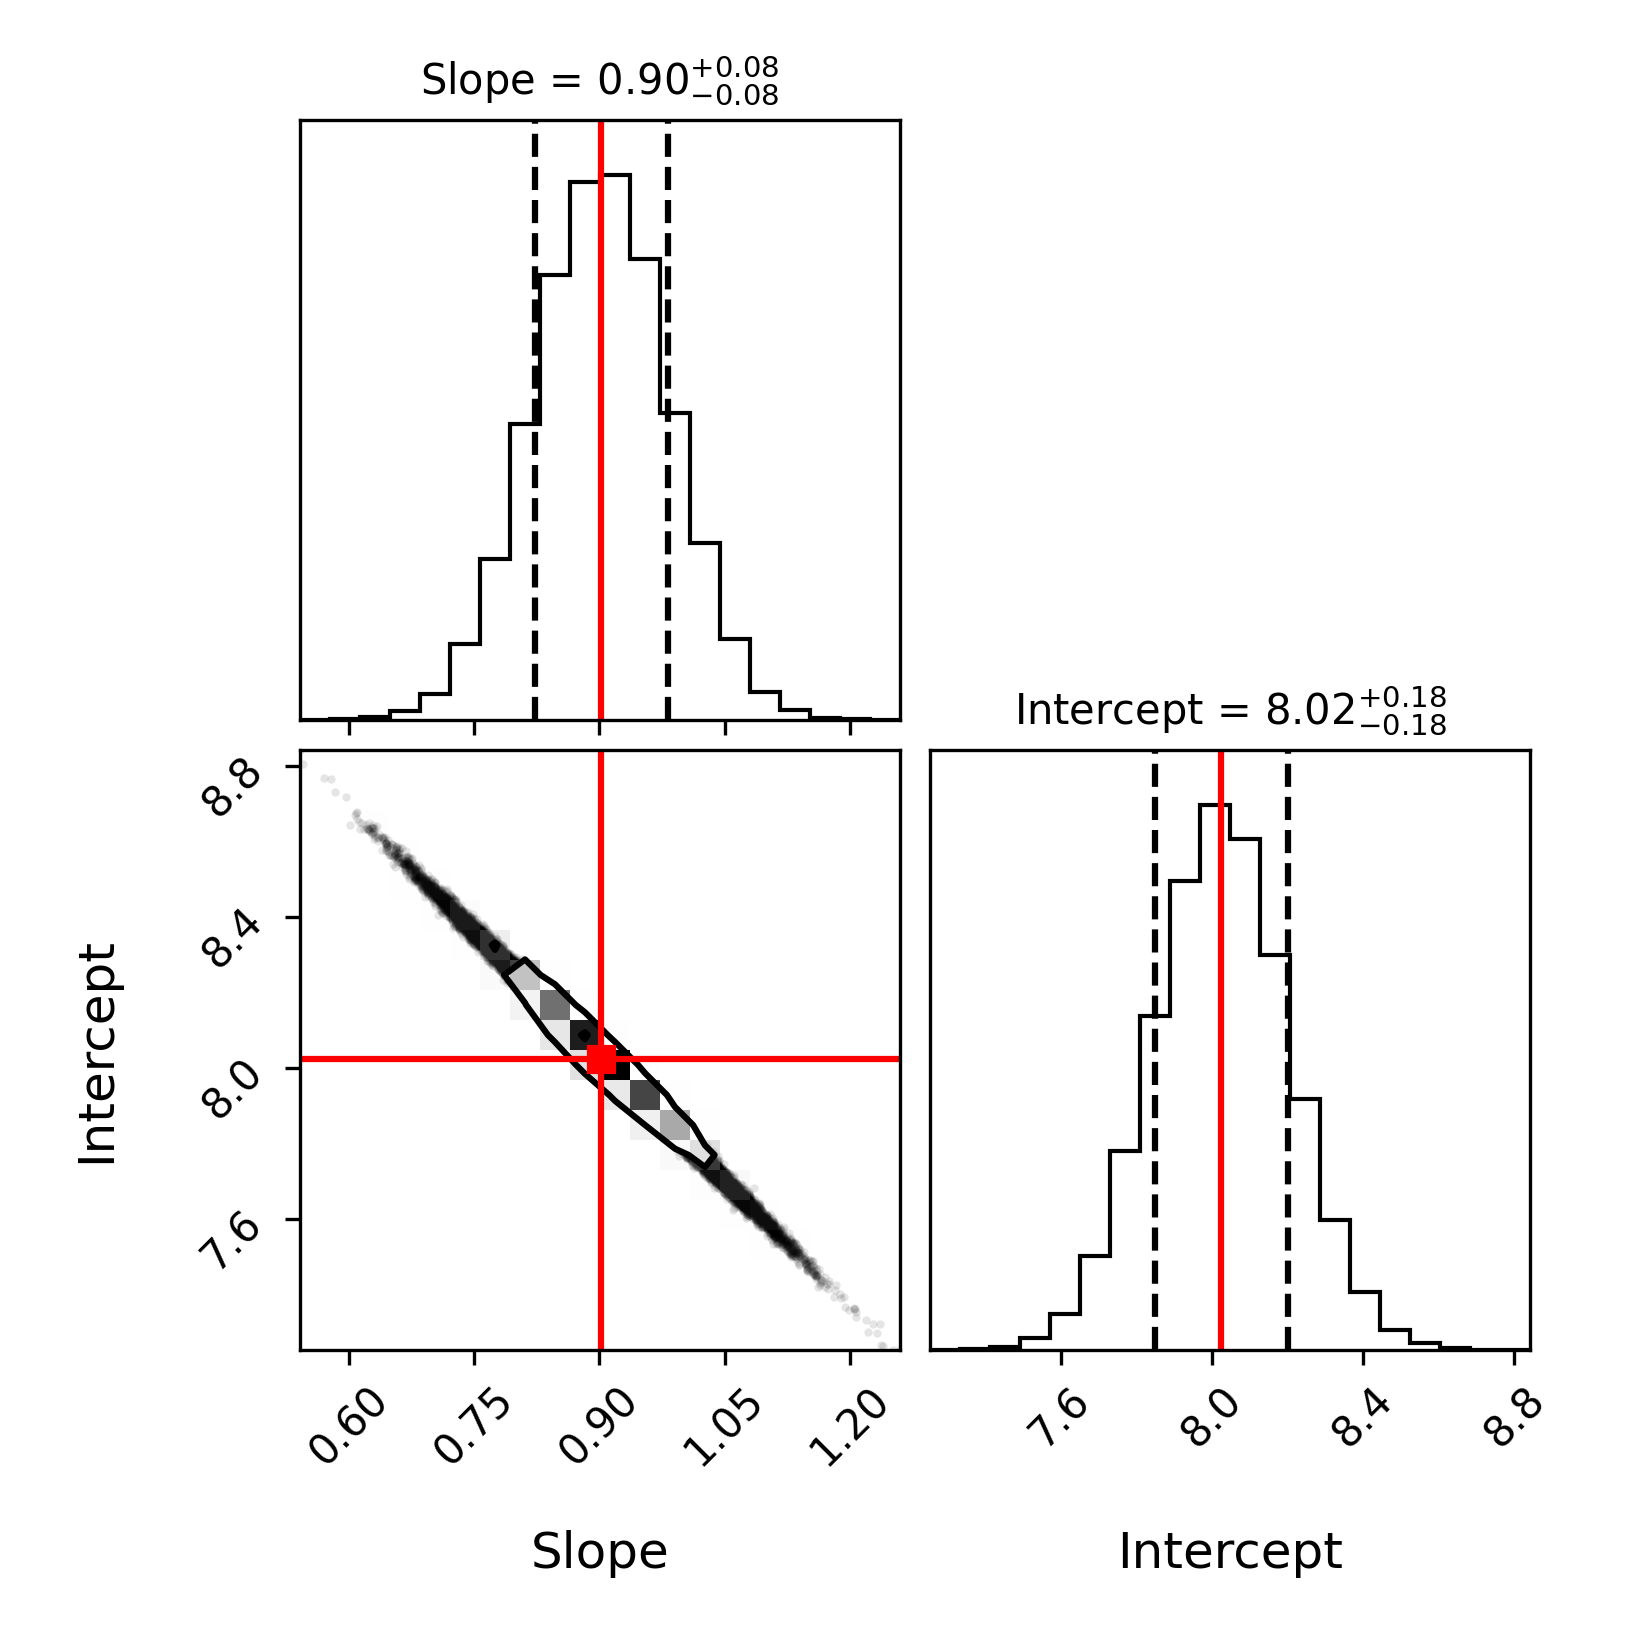 Slope = 0.90+0.08 −0.08
Intercept = 8.02+0.18 −0.18
8.8
8.4
8.0
7.6
Intercept
0.60 0.75 0.90 1.05 1.20
7.6 8.0 8.4 8.8
Slope
Intercept